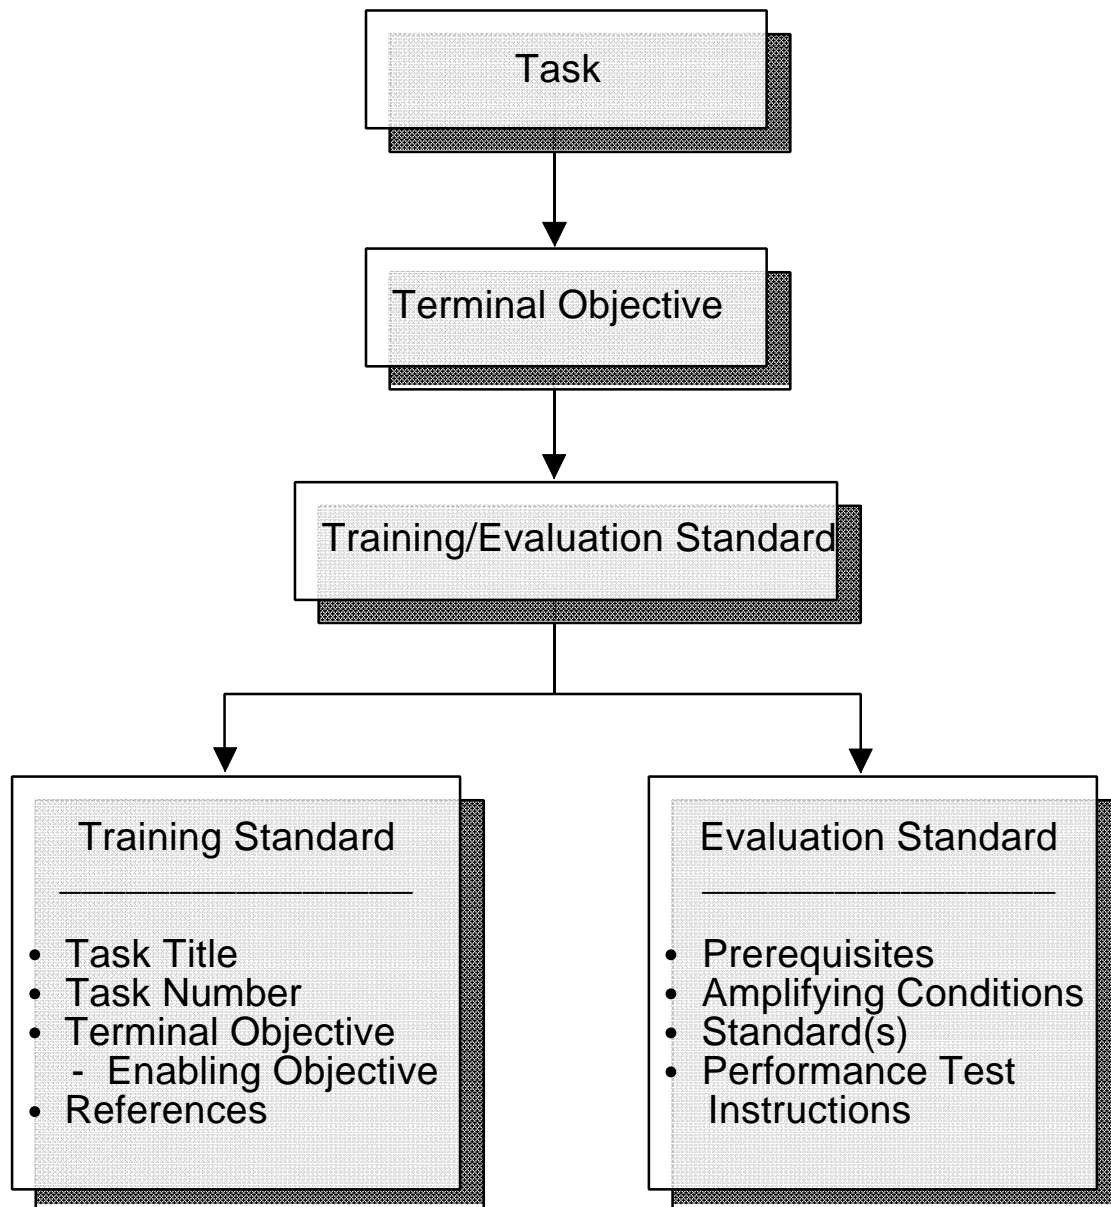 Task
Terminal Objective
Training/Evaluation Standard
Training Standard
• Task Title
• Task Number
• Terminal Objective
- Enabling Objective
• References
Evaluation Standard
• Prerequisites
• Amplifying Conditions
• Standard(s)
• Performance Test
Instructions